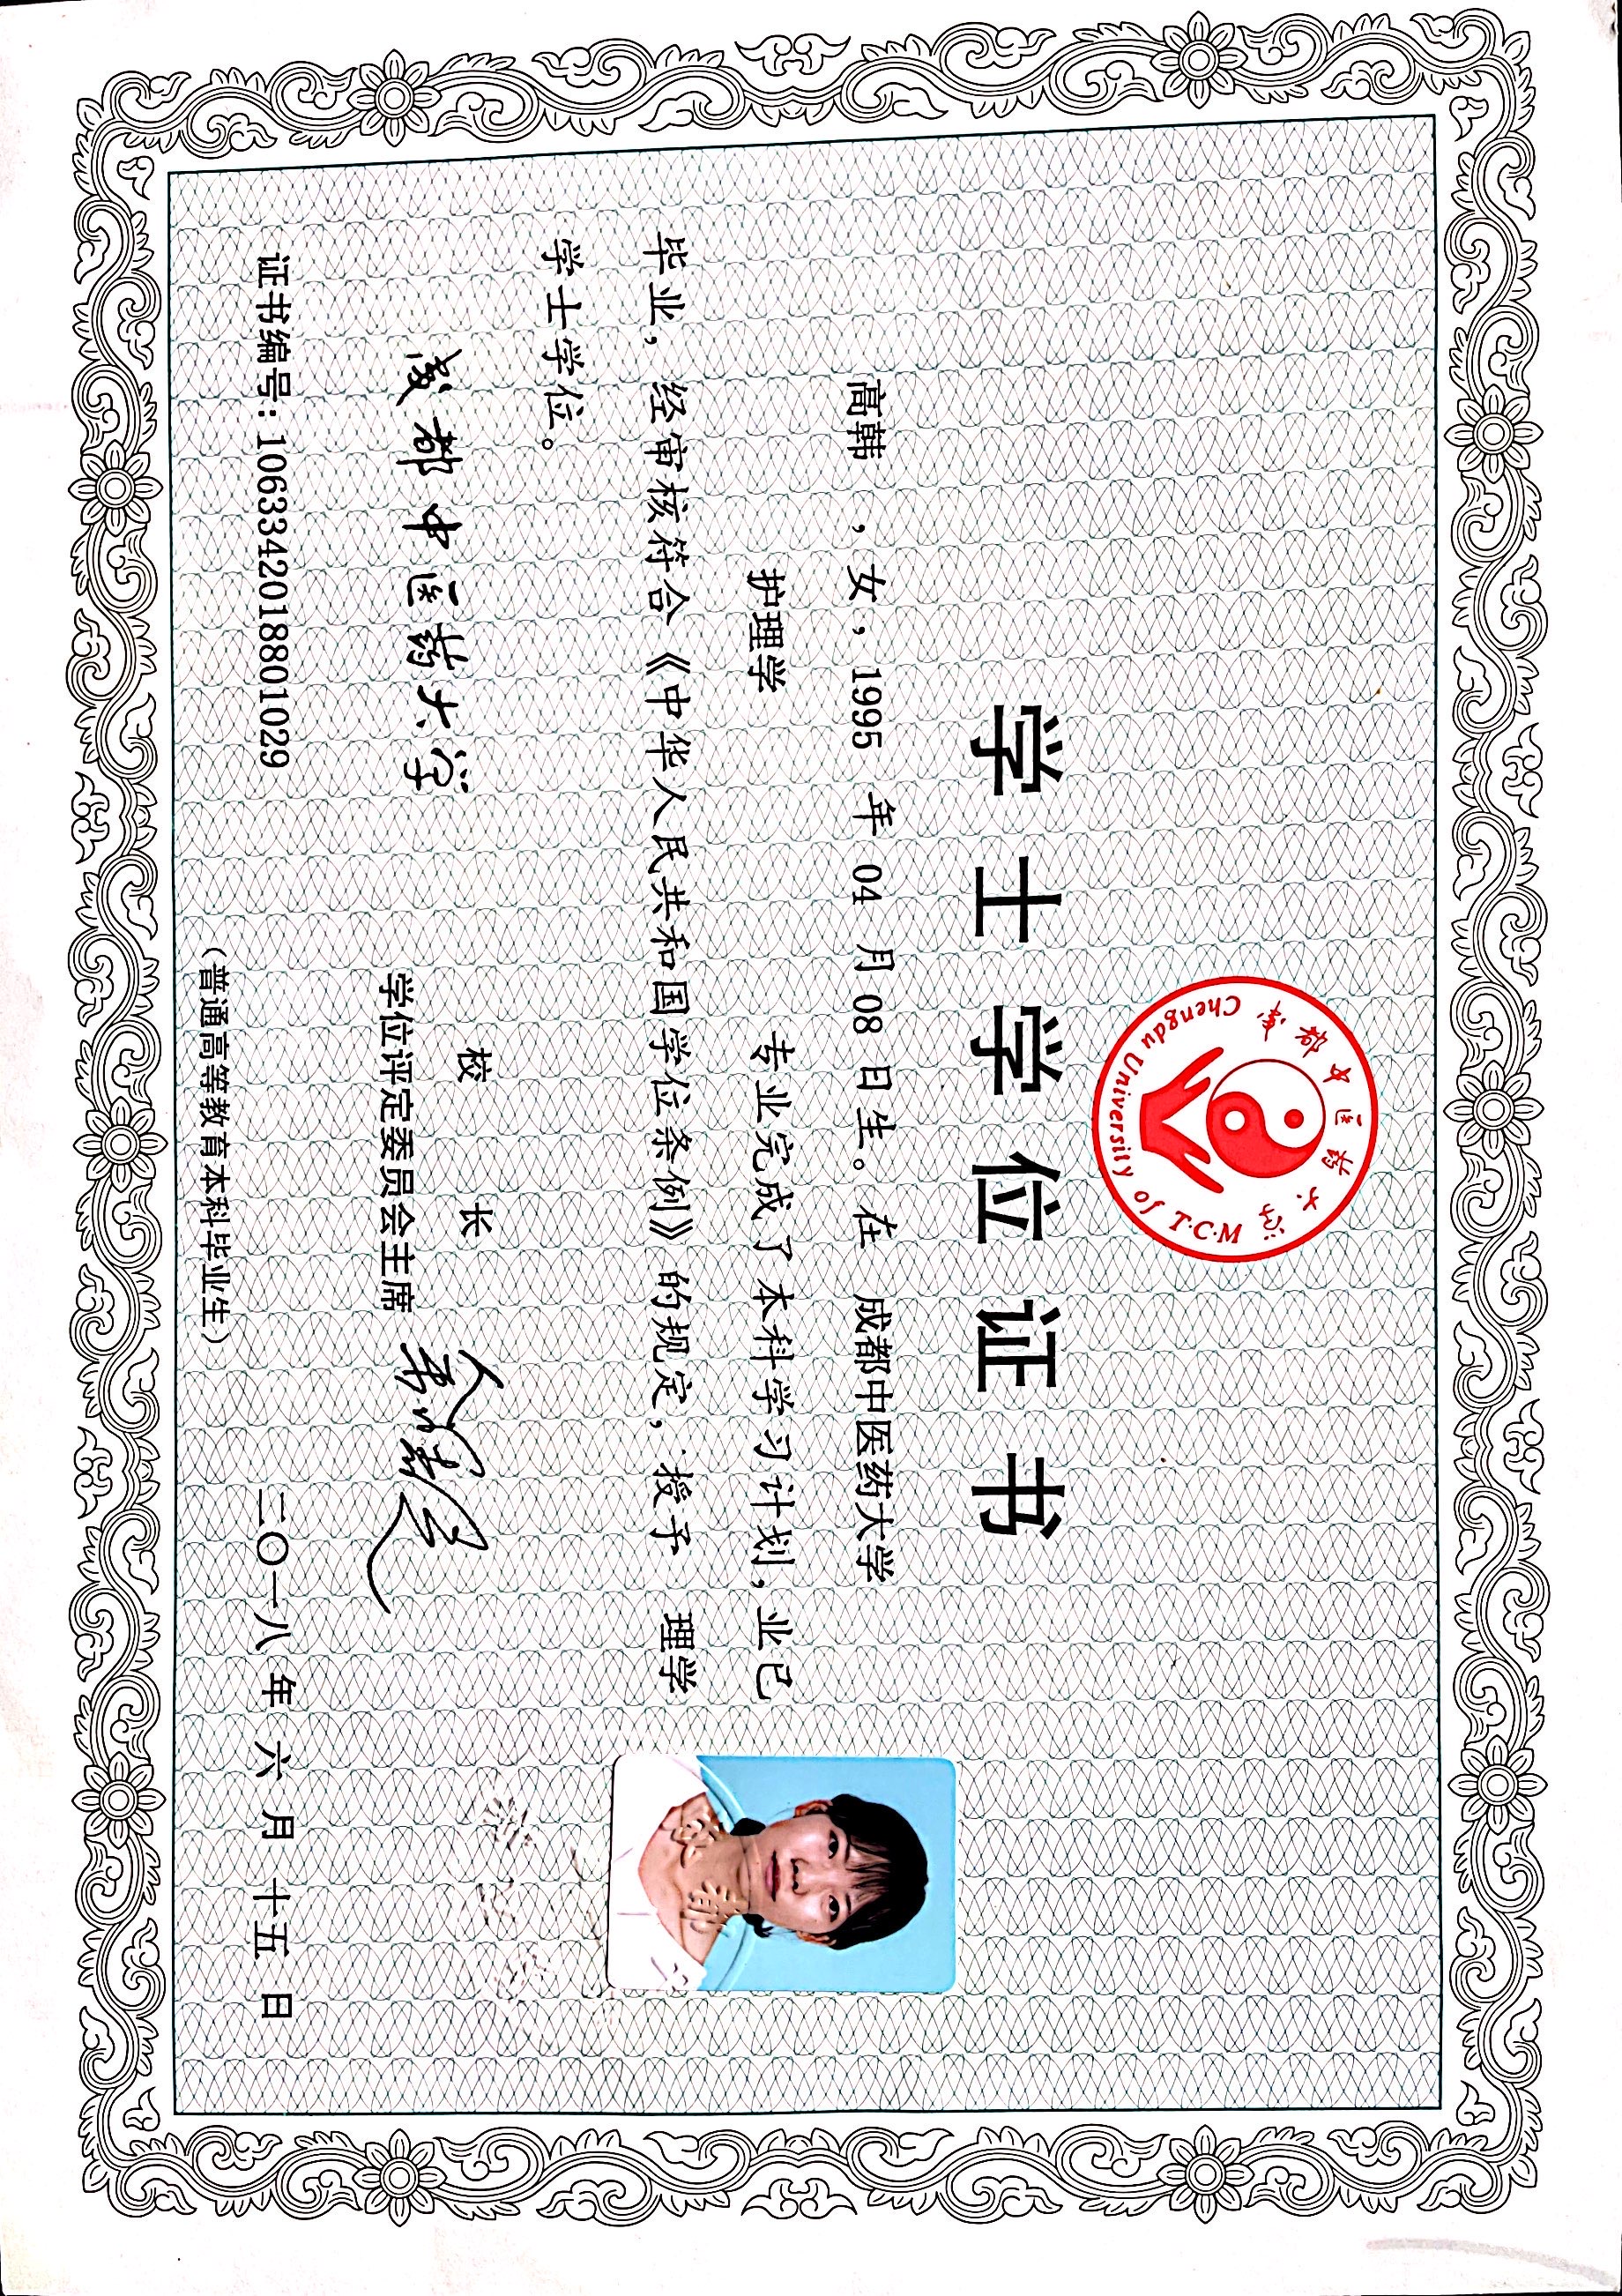 成都中医药大学
Chengdu University of T·C·M
学士学位证书
高韩 ，女，1995 年 04 月 08 日生。在 成都中医药大学
护理学 专业完成了本科学习计划，业已
毕业，经审核符合《中华人民共和国学位条例》的规定，授予 理学
学士学位。
成都中医药大学
校 长
学位评定委员会主席
证书编号：1063342018801029
二〇一八年六月十五日
（普通高等教育本科毕业生）